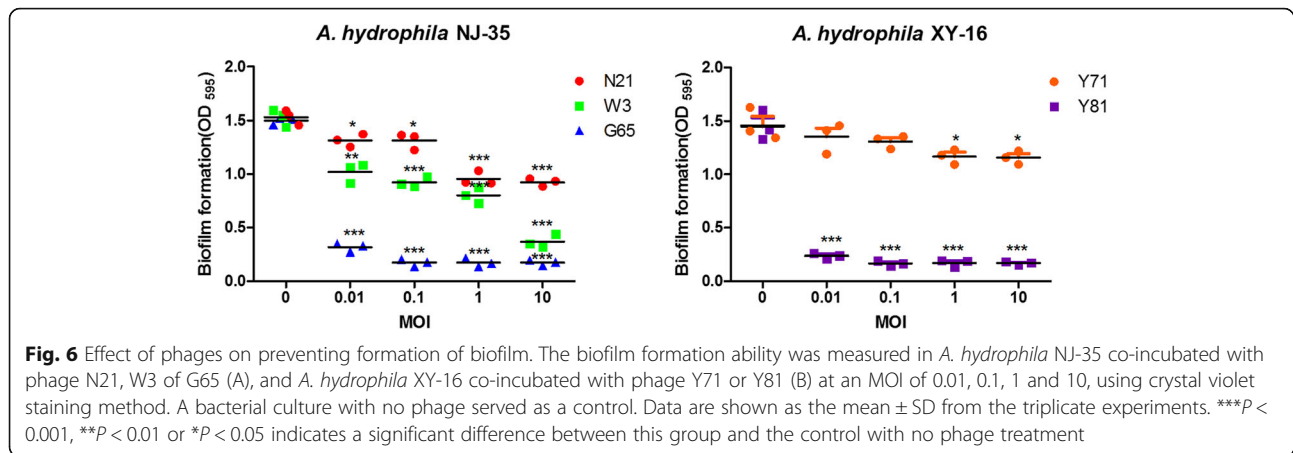 A. hydrophila NJ-35
A. hydrophila XY-16
Biofilm formation(OD 595)
2.0
1.5
1.0
0.5
0.0
* * *** ***
** *** *** ***
*** *** *** ***
0 0.01 0.1 1 10
MOI
N21
W3
G65
Biofilm formation(OD 595)
2.0
1.5
1.0
0.5
0.0
* *
*** *** *** ***
0 0.01 0.1 1 10
MOI
Y71
Y81
Fig. 6 Effect of phages on preventing formation of biofilm. The biofilm formation ability was measured in A. hydrophila NJ-35 co-incubated with
phage N21, W3 of G65 (A), and A. hydrophila XY-16 co-incubated with phage Y71 or Y81 (B) at an MOI of 0.01, 0.1, 1 and 10, using crystal violet
staining method. A bacterial culture with no phage served as a control. Data are shown as the mean ± SD from the triplicate experiments. ***P <
0.001, **P < 0.01 or *P < 0.05 indicates a significant difference between this group and the control with no phage treatment